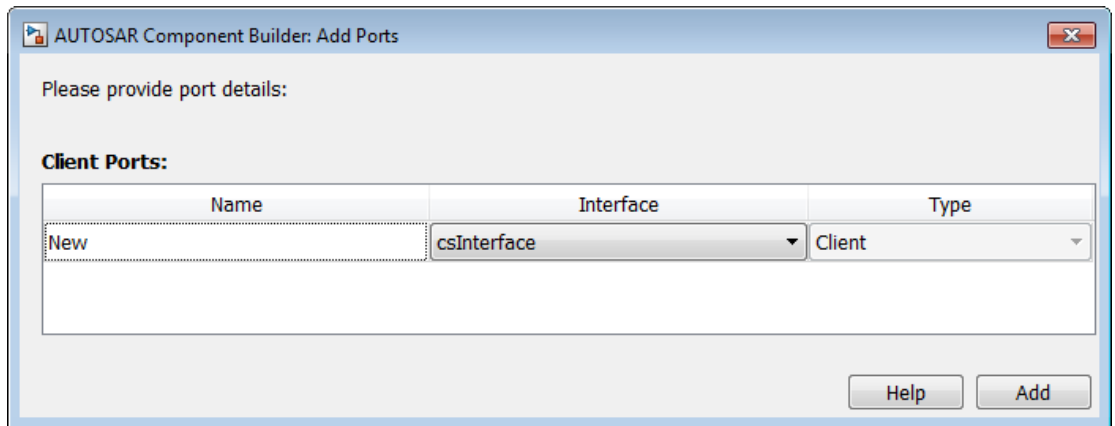 AUTOSAR Component Builder: Add Ports
Please provide port details:
Client Ports:
Name Interface Type
New csInterface Client
Help Add